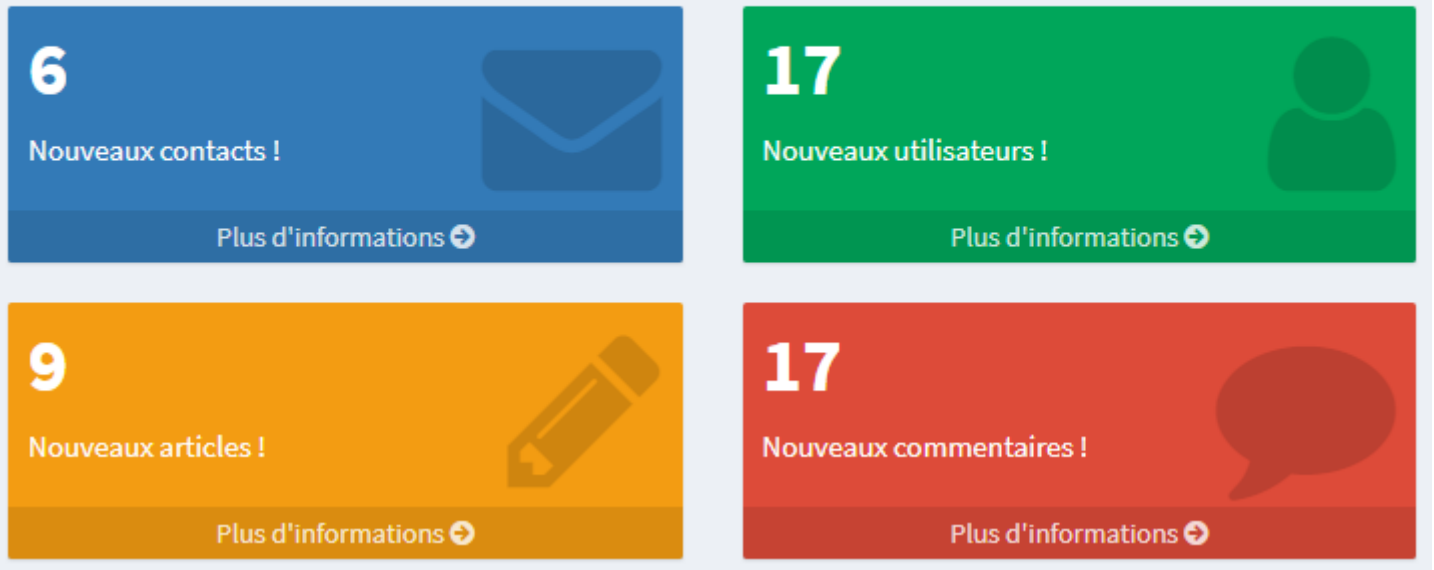 6
Nouveaux contacts !
Plus d'informations
17
Nouveaux utilisateurs !
Plus d'informations
9
Nouveaux articles !
Plus d'informations
17
Nouveaux commentaires !
Plus d'informations